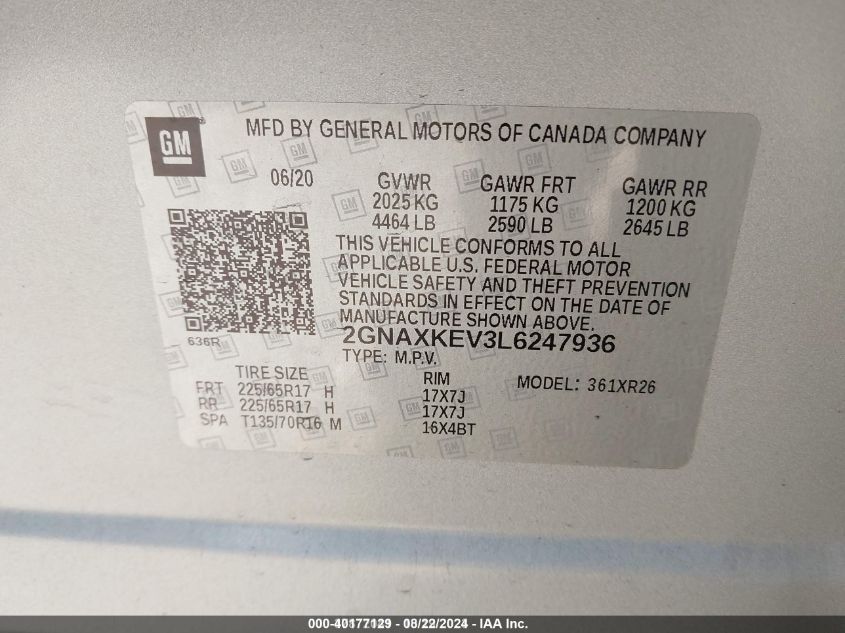 GM
MFD BY GENERAL MOTORS OF CANADA COMPANY
06/20 GVWR GAWR FRT GAWR RR
2025 KG 1175 KG 1200 KG
4464 LB 2590 LB 2645 LB
THIS VEHICLE CONFORMS TO ALL
APPLICABLE U.S. FEDERAL MOTOR
VEHICLE SAFETY AND THEFT PREVENTION
STANDARDS IN EFFECT ON THE DATE OF
MANUFACTURE SHOWN ABOVE.
636R 2GNAXKEV3L6247936
TYPE: M.P.V.
TIRE SIZE RIM MODEL: 361XR26
FRT 225/65R17 H 17X7J
RR 225/65R17 H 17X7J
SPA T135/70R16 M 16X4BT
000-40177129 - 08/22/2024 - IAA Inc.